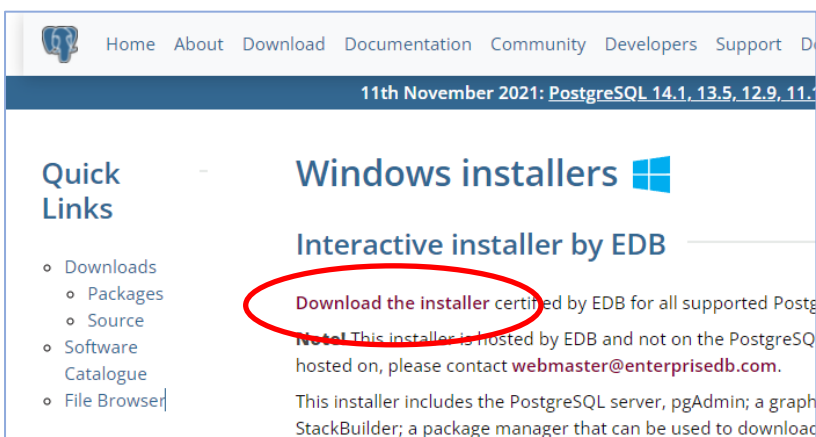 Home About Download Documentation Community Developers Support
11th November 2021: PostgreSQL 14.1, 13.5, 12.9,
Quick
Links
Downloads
Packages
Source
Software
Catalogue
File Browser
Windows installers
Interactive installer by EDB
Download the installer certified by EDB for all supported
Note! This installer is hosted by EDB and not on the
hosted on, please contact webmaster@enterprisedb.com.
This installer includes the PostgreSQL server, pgAdmin; a
StackBuilder; a package manager that can be used to download